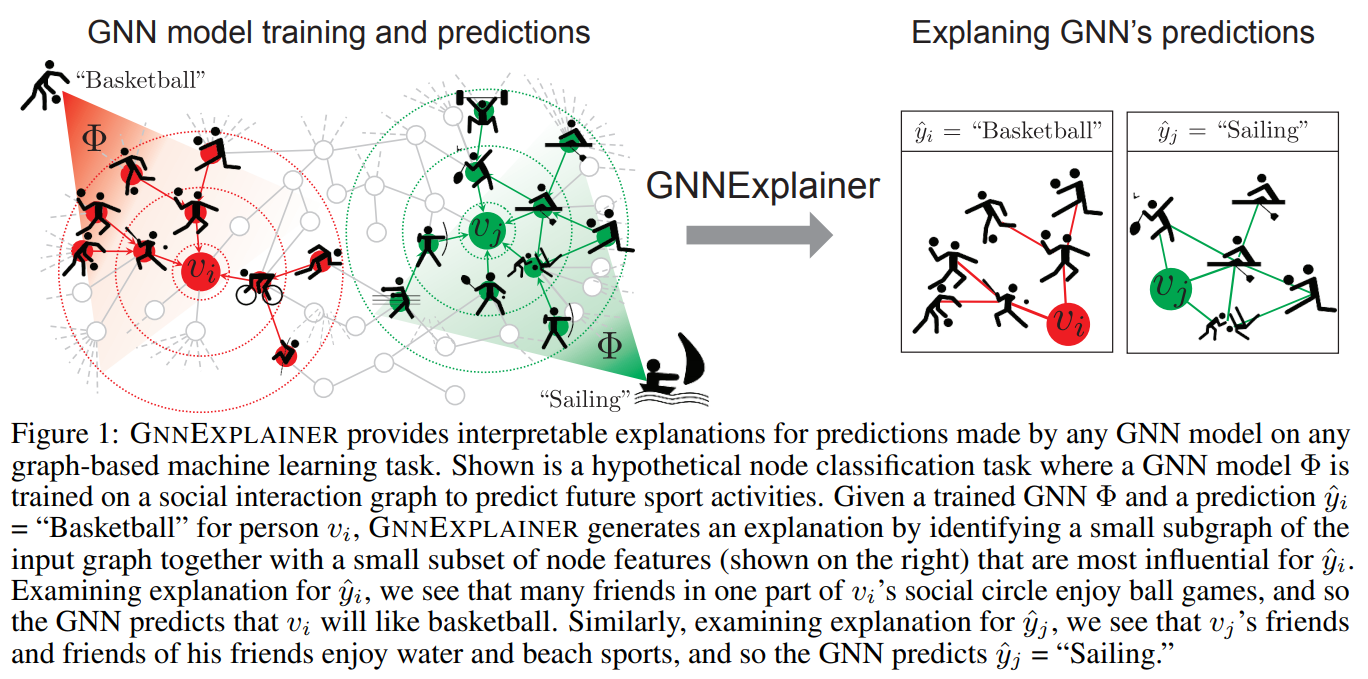 GNN model training and predictions
Explaning GNN's predictions
“Basketball”
Φ
v_i
v_j
Φ
“Sailing”
GNNExplainer
ŷ_i = “Basketball”
v_i
ŷ_j = “Sailing”
v_j
Figure 1: GNNEXPLAINER provides interpretable explanations for predictions made by any GNN model on any
graph-based machine learning task. Shown is a hypothetical node classification task where a GNN model Φ is
trained on a social interaction graph to predict future sport activities. Given a trained GNN Φ and a prediction ŷ_i
= “Basketball” for person v_i, GNNEXPLAINER generates an explanation by identifying a small subgraph of the
input graph together with a small subset of node features (shown on the right) that are most influential for ŷ_i.
Examining explanation for ŷ_i, we see that many friends in one part of v_i’s social circle enjoy ball games, and so
the GNN predicts that v_i will like basketball. Similarly, examining explanation for ŷ_j, we see that v_j’s friends
and friends of his friends enjoy water and beach sports, and so the GNN predicts ŷ_j = “Sailing.”